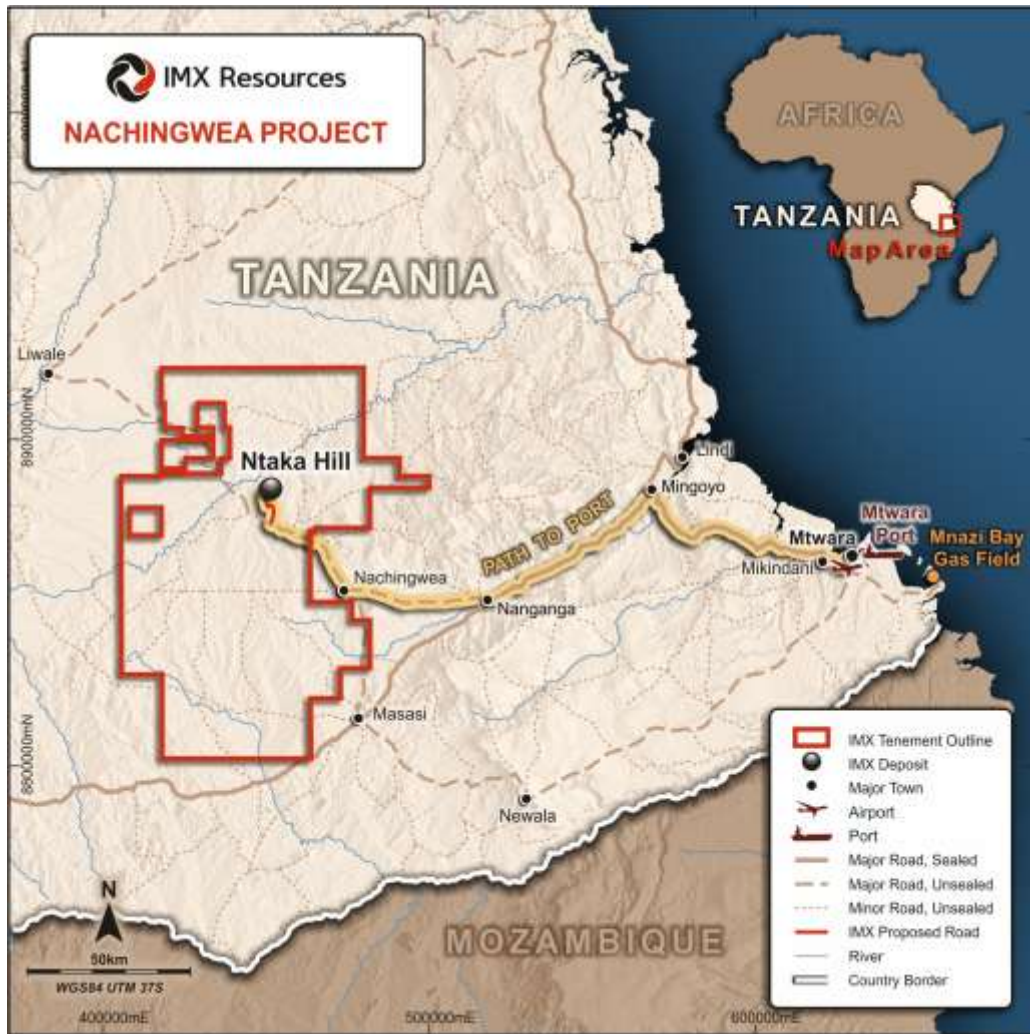 IMX Resources
NACHINGWEA PROJECT
AFRICA
TANZANIA
Map Area
TANZANIA
Liwale
8900000mN
Ntaka Hill
Lindi
Mingoyo
PATH TO PORT
Mtwara
Mtwara
Port
Mikindani
Mnazi Bay
Gas Field
Nachingwea
Nanganga
Masasi
8800000mN
Newala
MOZAMBIQUE
N
50km
WGS84 UTM 37S
400000mE
500000mE
600000mE
IMX Tenement Outline
IMX Deposit
Major Town
Airport
Port
Major Road, Sealed
Major Road, Unsealed
Minor Road, Unsealed
IMX Proposed Road
River
Country Border